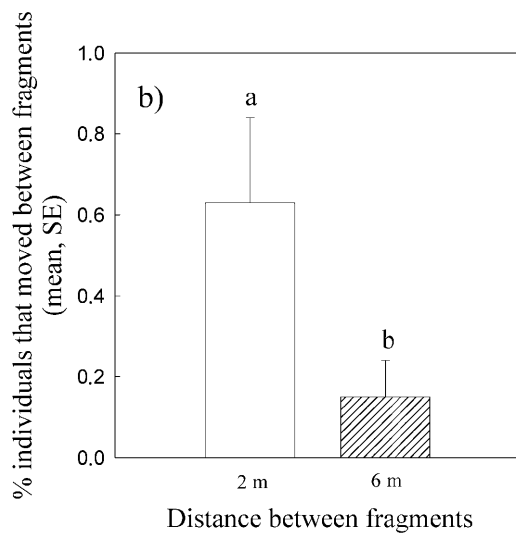 % individuals that moved between fragments
(mean, SE)
1.0
0.8
0.6
0.4
0.2
0.0
b)
a
b
2 m
6 m
Distance between fragments